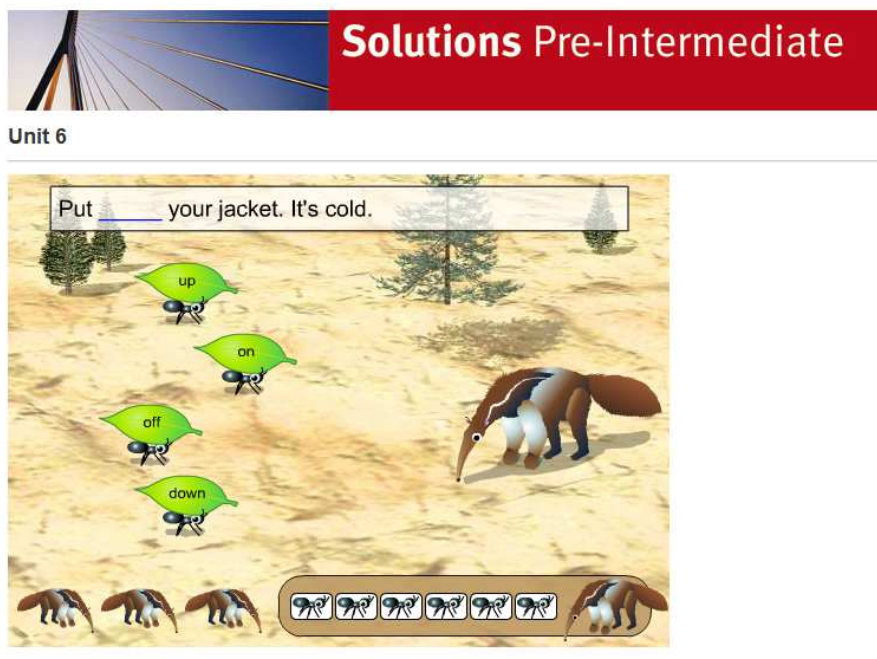 Solutions Pre-Intermediate
Unit 6
Put ______ your jacket. It's cold.
up
on
off
down